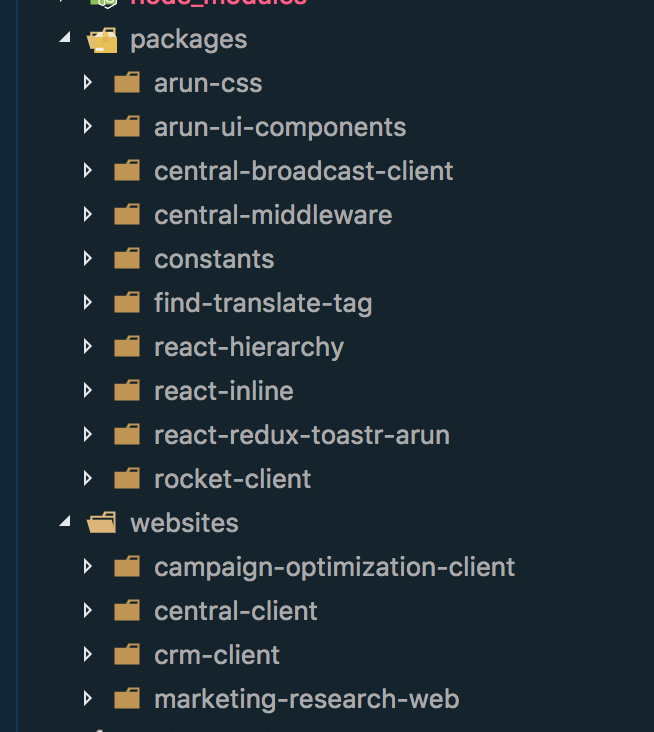 node_modules
packages
arun-css
arun-ui-components
central-broadcast-client
central-middleware
constants
find-translate-tag
react-hierarchy
react-inline
react-redux-toastr-arun
rocket-client
websites
campaign-optimization-client
central-client
crm-client
marketing-research-web